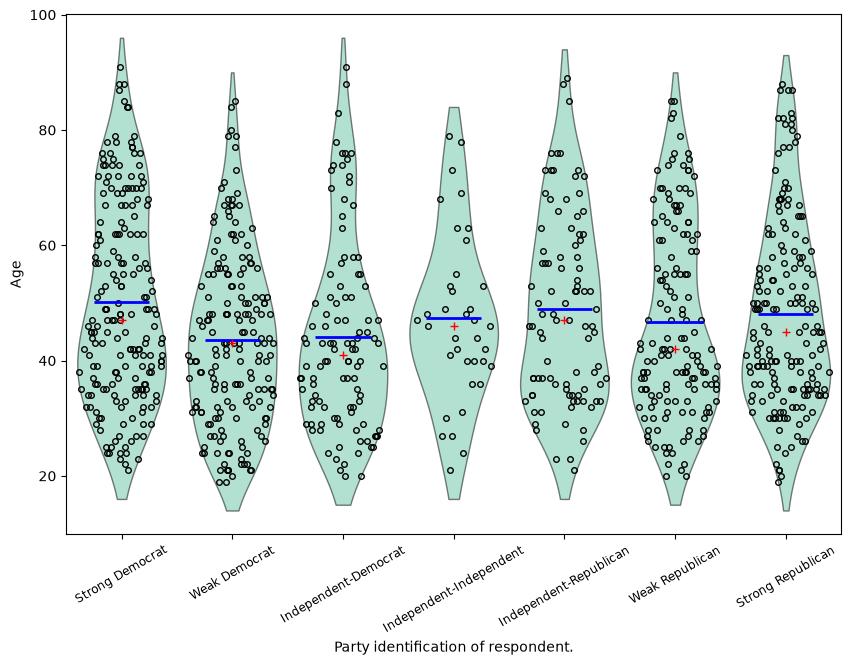 100
80
60
40
20
Age
Strong Democrat
Weak Democrat
Independent-Democrat
Independent-Independent
Independent-Republican
Weak Republican
Strong Republican
Party identification of respondent.